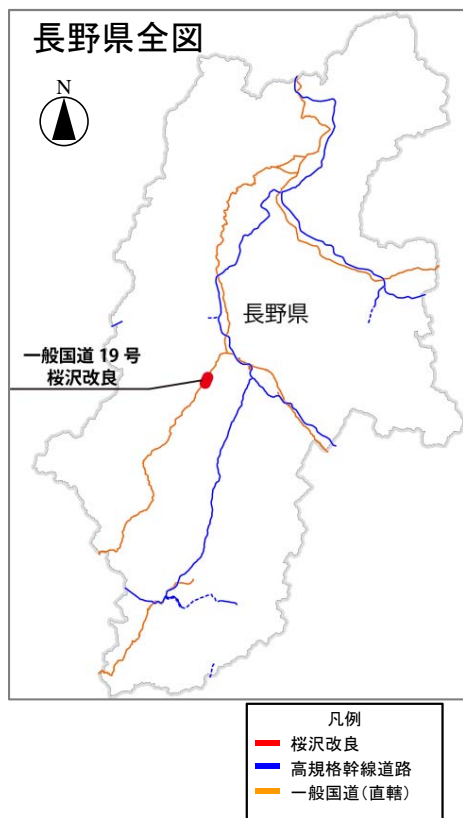 長野県全図
N
長野県
一般国道 19 号
桜沢改良
凡例
桜沢改良
高規格幹線道路
一般国道(直轄)